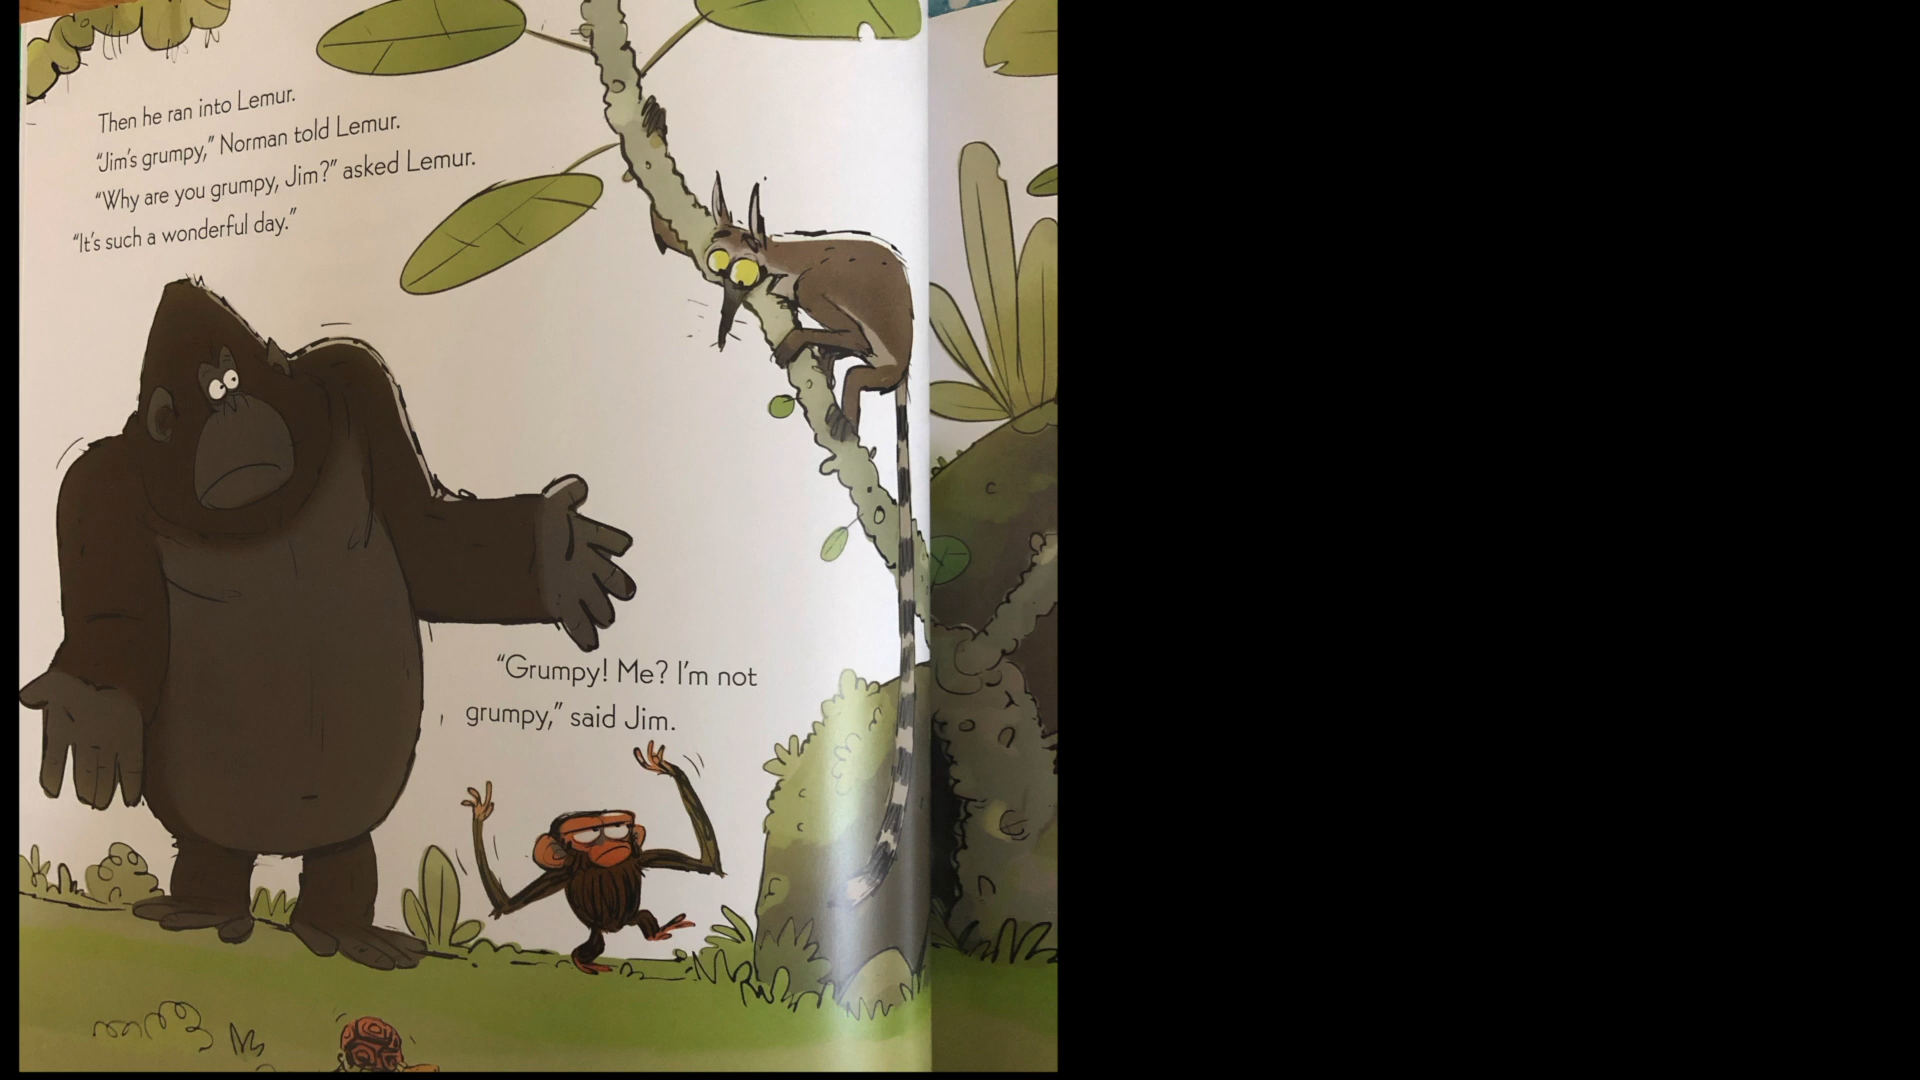 Then he ran into Lemur.
“Jim’s grumpy,” Norman told Lemur.
“Why are you grumpy, Jim?” asked Lemur.
“It’s such a wonderful day.”
“Grumpy! Me? I’m not
grumpy,” said Jim.